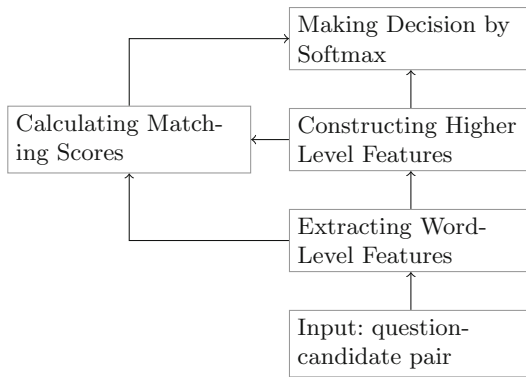 Making Decision by
Softmax
Calculating Match-
ing Scores
Constructing Higher
Level Features
Extracting Word-
Level Features
Input: question-
candidate pair